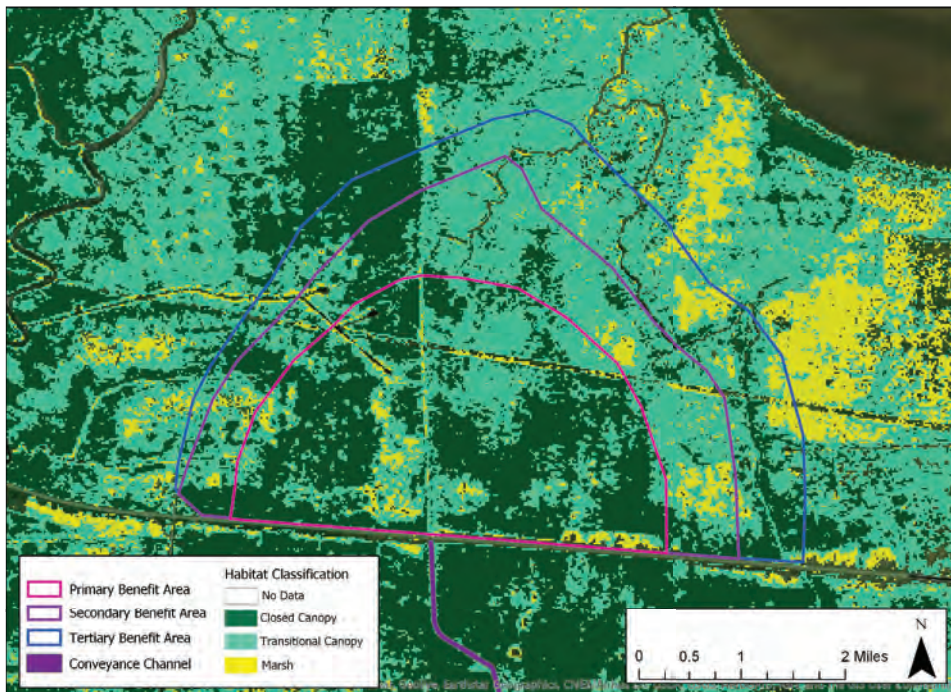 Primary Benefit Area
Secondary Benefit Area
Tertiary Benefit Area
Conveyance Channel
Habitat Classification
No Data
Closed Canopy
Transitional Canopy
Marsh
N
0 0.5 1 2 Miles